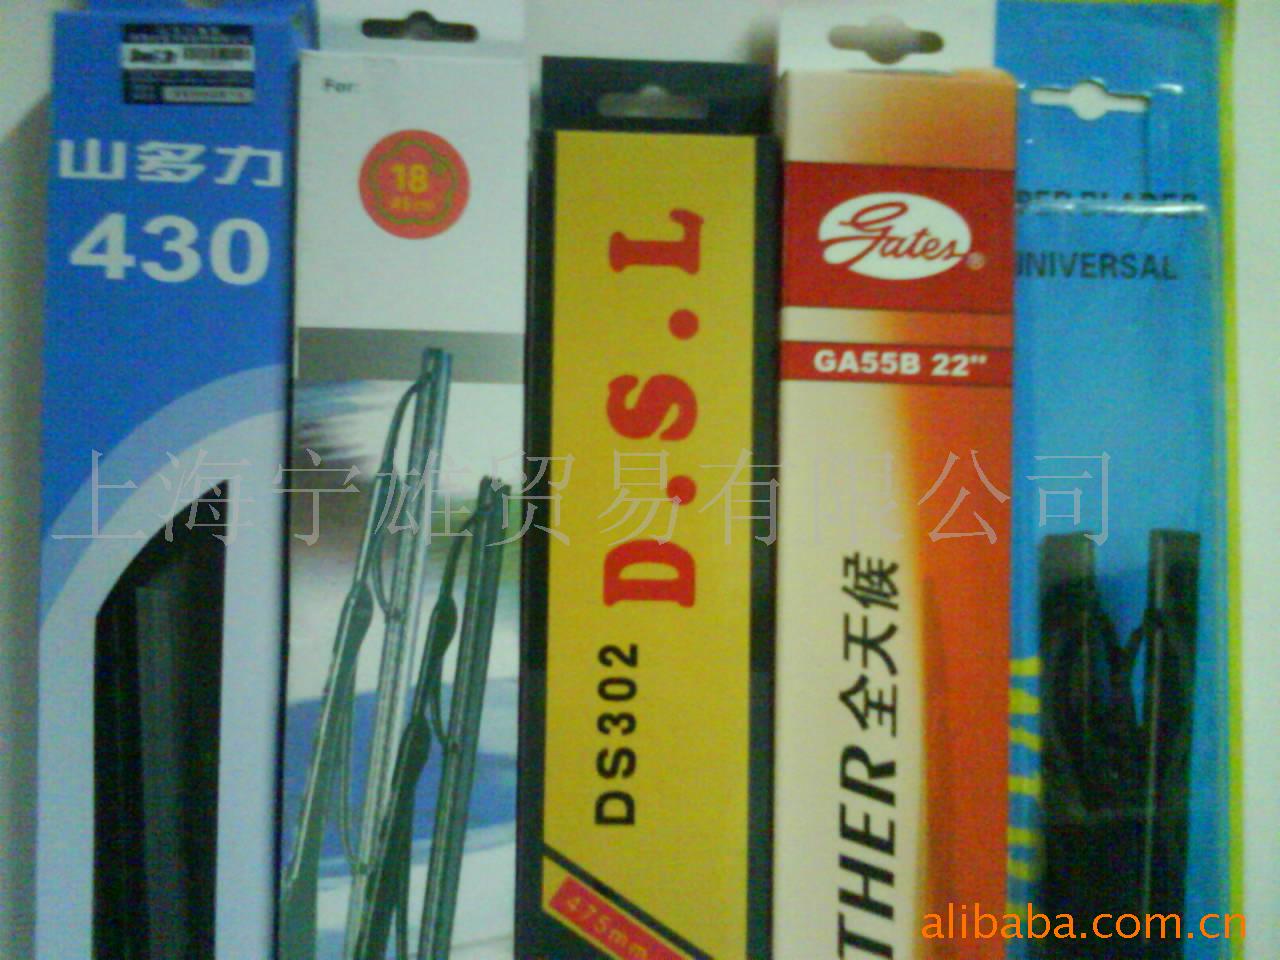 山多力
430
For:
18
D.S.L
DS302
475mm
Gates®
GA55B 22"
THER 全天候
UNIVERSAL
上海宁雄贸易有限公司
alibaba.com.cn